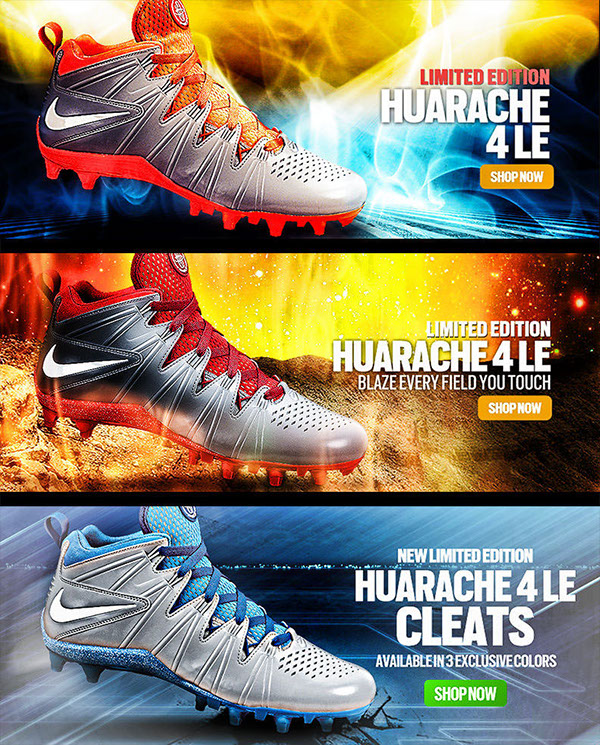 LIMITED EDITION
HUARACHE
4 LE
SHOP NOW
LIMITED EDITION
HUARACHE 4 LE
BLAZE EVERY FIELD YOU TOUCH
SHOP NOW
NEW LIMITED EDITION
HUARACHE 4 LE
CLEATS
AVAILABLE IN 3 EXCLUSIVE COLORS
SHOP NOW